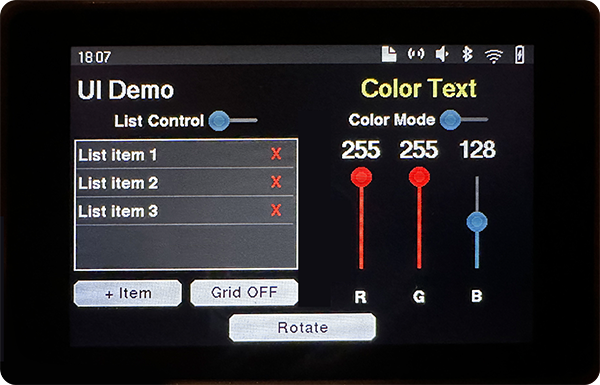 18:07
UI Demo
Color Text
List Control
Color Mode
255 255 128
List item 1 X
List item 2 X
List item 3 X
R G B
+ Item
Grid OFF
Rotate